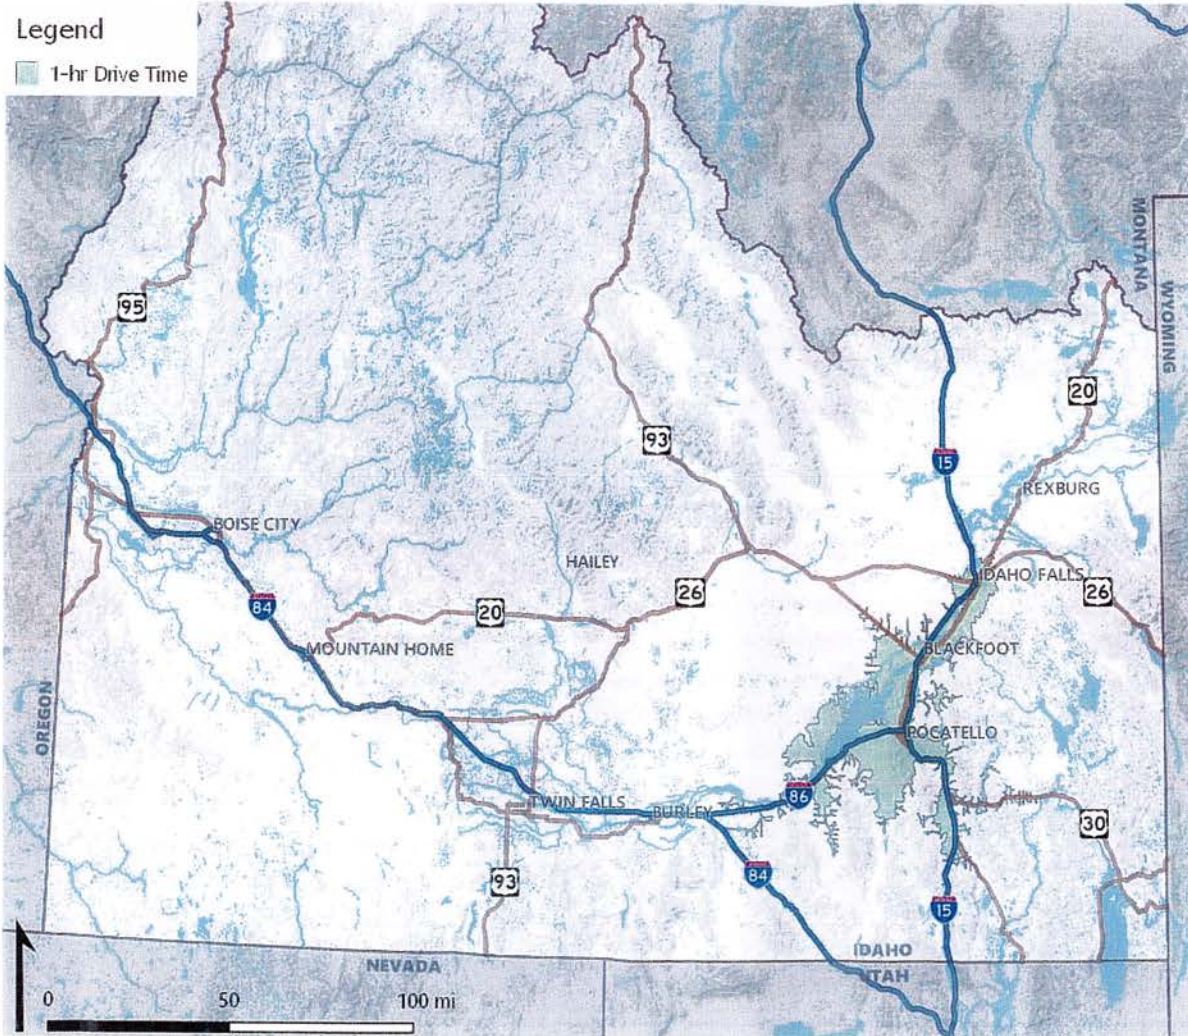 Legend
1-hr Drive Time
MONTANA
WYOMING
95
20
93
15
REXBURG
BOISE CITY
HAILEY
IDAHO FALLS
26
26
84
20
MOUNTAIN HOME
BLACKFOOT
OREGON
POCATELLO
TWIN FALLS
BURLEY
86
30
93
84
15
IDAHO
UTAH
NEVADA
0 50 100 mi